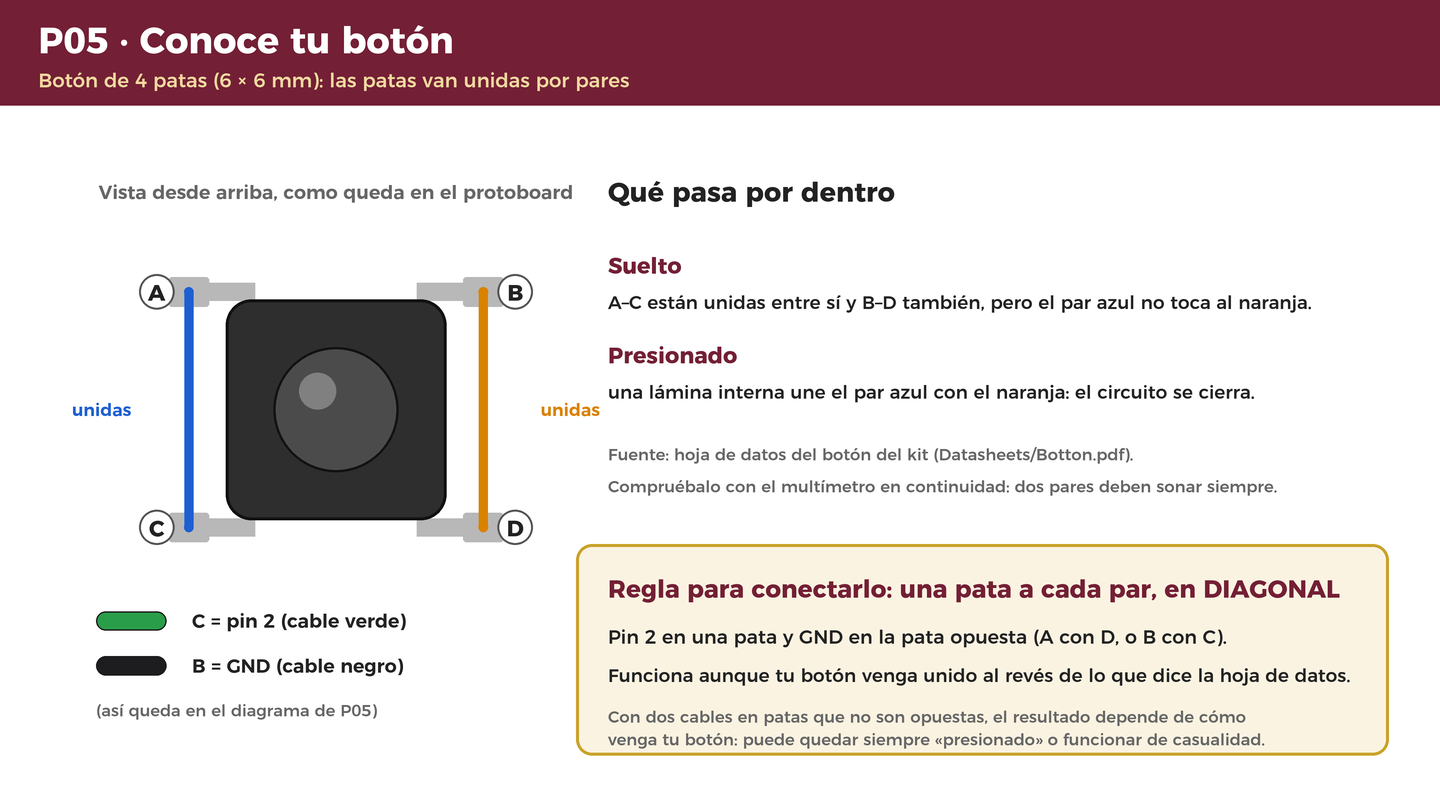 P05 · Conoce tu botón
Botón de 4 patas (6 × 6 mm): las patas van unidas por pares
Vista desde arriba, como queda en el protoboard
A
B
unidas
unidas
C
D
C = pin 2 (cable verde)
B = GND (cable negro)
(así queda en el diagrama de P05)
Qué pasa por dentro
Suelto
A–C están unidas entre sí y B–D también, pero el par azul no toca al naranja.
Presionado
una lámina interna une el par azul con el naranja: el circuito se cierra.
Fuente: hoja de datos del botón del kit (Datasheets/Botton.pdf).
Compruébalo con el multímetro en continuidad: dos pares deben sonar siempre.
Regla para conectarlo: una pata a cada par, en DIAGONAL
Pin 2 en una pata y GND en la pata opuesta (A con D, o B con C).
Funciona aunque tu botón venga unido al revés de lo que dice la hoja de datos.
Con dos cables en patas que no son opuestas, el resultado depende de cómo
venga tu botón: puede quedar siempre «presionado» o funcionar de casualidad.